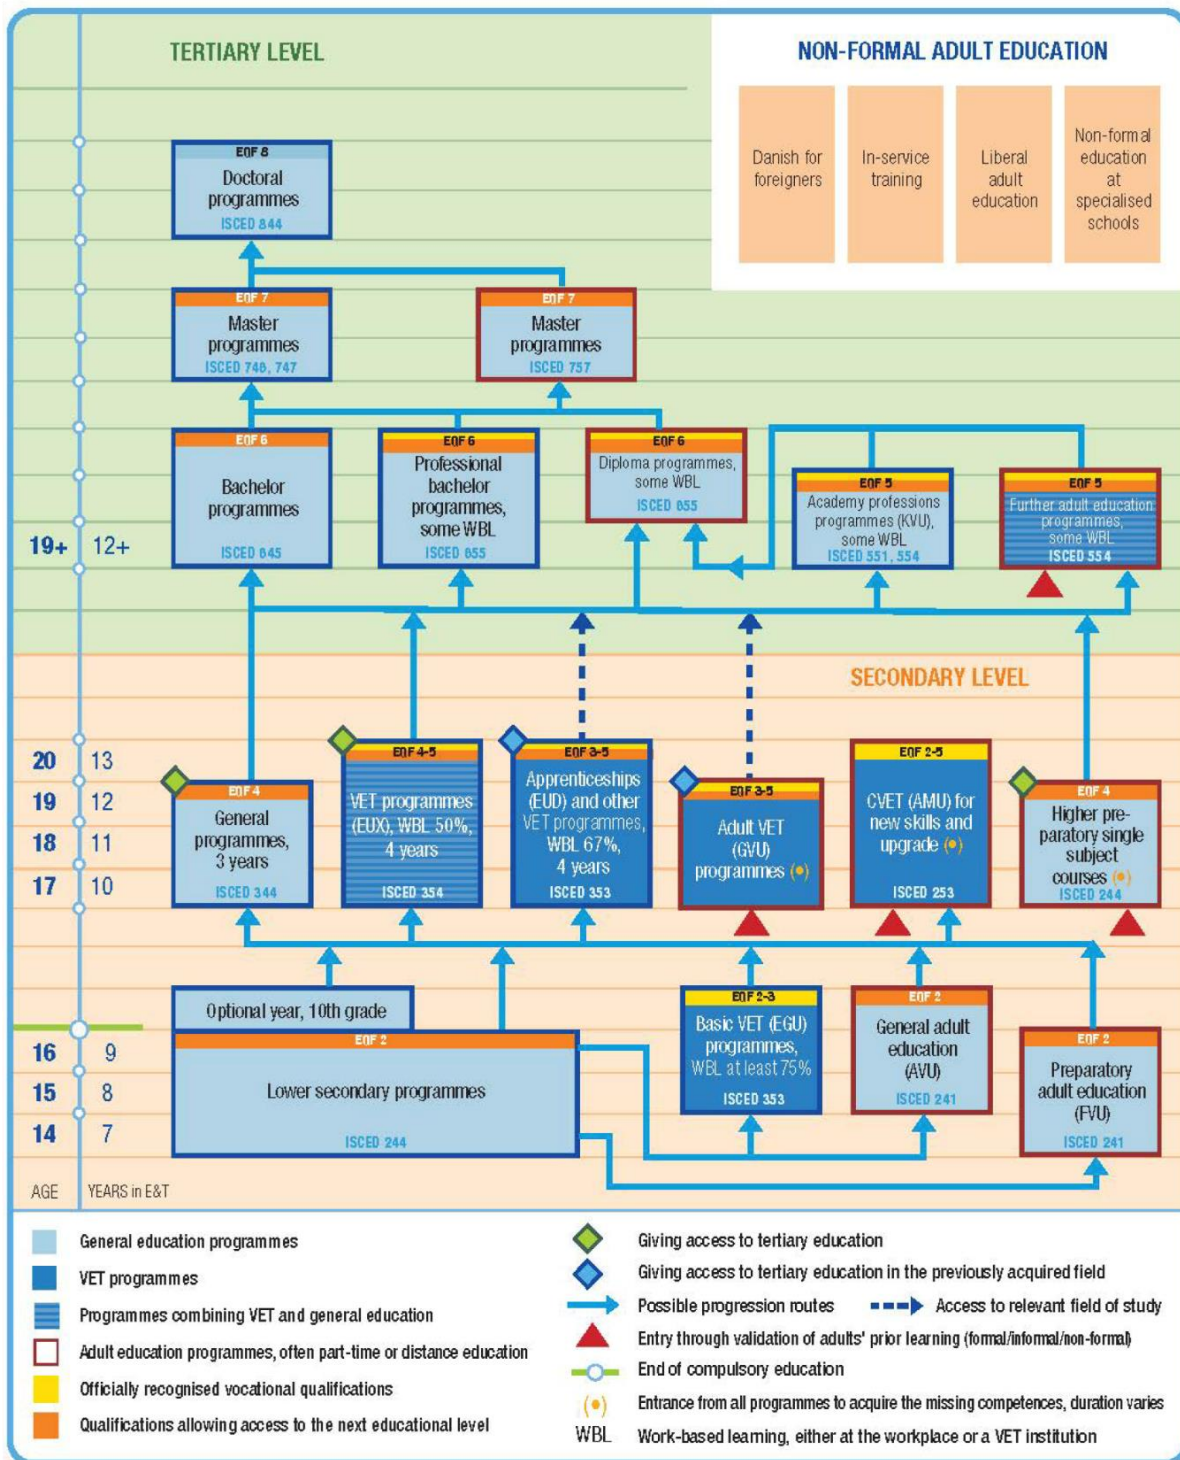 TERTIARY LEVEL
NON-FORMAL ADULT EDUCATION
Danish for
foreigners
In-service
training
Liberal
adult
education
Non-formal
education
at
specialised
schools
EQF 8
Doctoral
programmes
ISCED 844
EQF 7
Master
programmes
ISCED 746, 747
EQF 7
Master
programmes
ISCED 757
EQF 6
Bachelor
programmes
ISCED 645
EQF 6
Professional
bachelor
programmes,
some WBL
ISCED 655
EQF 6
Diploma programmes,
some WBL
ISCED 655
EQF 5
Academy professions
programmes (KVU),
some WBL
ISCED 551, 554
EQF 5
Further adult education
programmes,
some WBL
ISCED 554
19+ 12+
SECONDARY LEVEL
20 13
19 12
18 11
17 10
EQF 4
General
programmes,
3 years
ISCED 344
EQF 4-5
VET programmes
(EUX), WBL 50%,
4 years
ISCED 354
EQF 3-5
Apprenticeships
(EUD) and other
VET programmes,
WBL 67%,
4 years
ISCED 353
EQF 3-5
Adult VET
(GVU)
programmes (•)
EQF 2-5
CVET (AMU) for
new skills and
upgrade (•)
ISCED 253
EQF 4
Higher pre-
paratory single
subject
courses (•)
ISCED 244
Optional year, 10th grade
EQF 2
Lower secondary programmes
ISCED 244
EQF 2-3
Basic VET (EGU)
programmes,
WBL at least 75%
ISCED 353
EQF 2
General adult
education
(AVU)
ISCED 241
EQF 2
Preparatory
adult education
(FVU)
ISCED 241
16 9
15 8
14 7
AGE YEARS in E&T
General education programmes
VET programmes
Programmes combining VET and general education
Adult education programmes, often part-time or distance education
Officially recognised vocational qualifications
Qualifications allowing access to the next educational level
Giving access to tertiary education
Giving access to tertiary education in the previously acquired field
Possible progression routes
Access to relevant field of study
Entry through validation of adults' prior learning (formal/informal/non-formal)
End of compulsory education
(•) Entrance from all programmes to acquire the missing competences, duration varies
WBL Work-based learning, either at the workplace or a VET institution